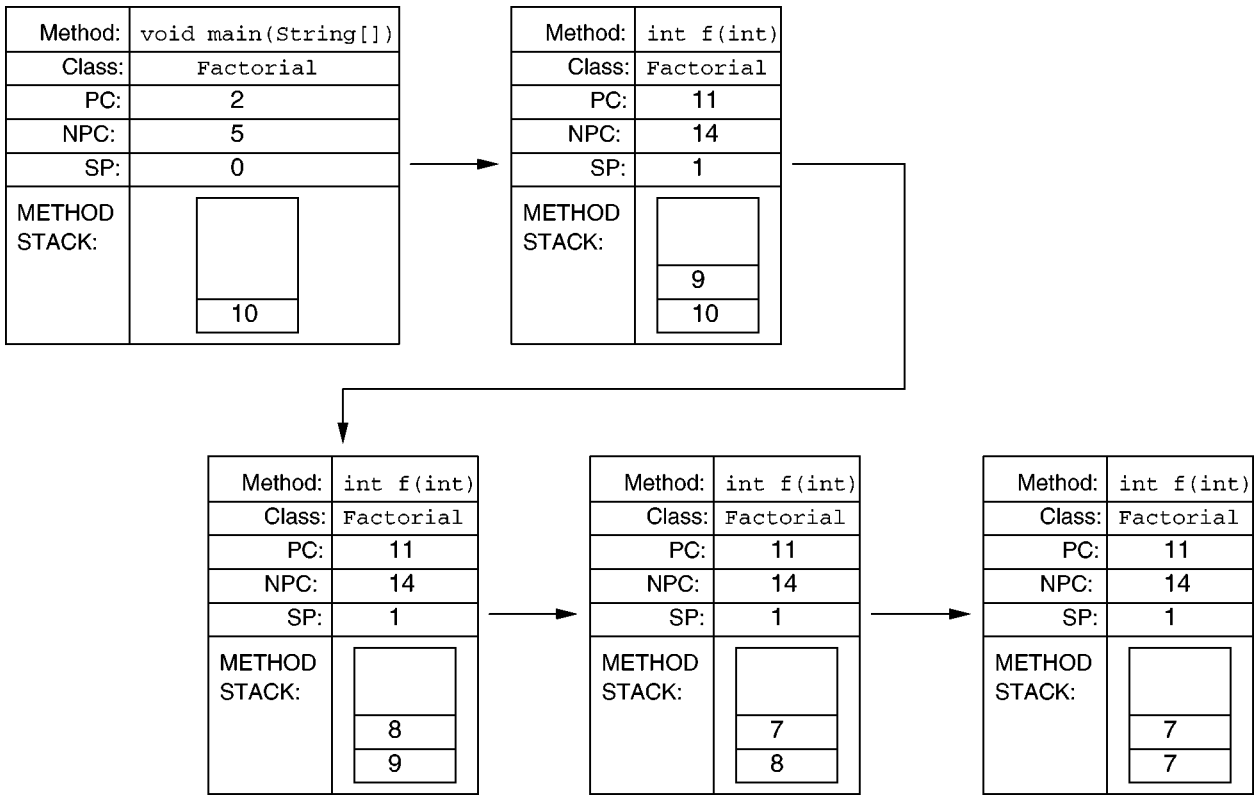 Method: void main(String[])
Class: Factorial
PC: 2
NPC: 5
SP: 0
METHOD
STACK:
10
Method: int f(int)
Class: Factorial
PC: 11
NPC: 14
SP: 1
METHOD
STACK:
9
10
Method: int f(int)
Class: Factorial
PC: 11
NPC: 14
SP: 1
METHOD
STACK:
8
9
Method: int f(int)
Class: Factorial
PC: 11
NPC: 14
SP: 1
METHOD
STACK:
7
8
Method: int f(int)
Class: Factorial
PC: 11
NPC: 14
SP: 1
METHOD
STACK:
7
7